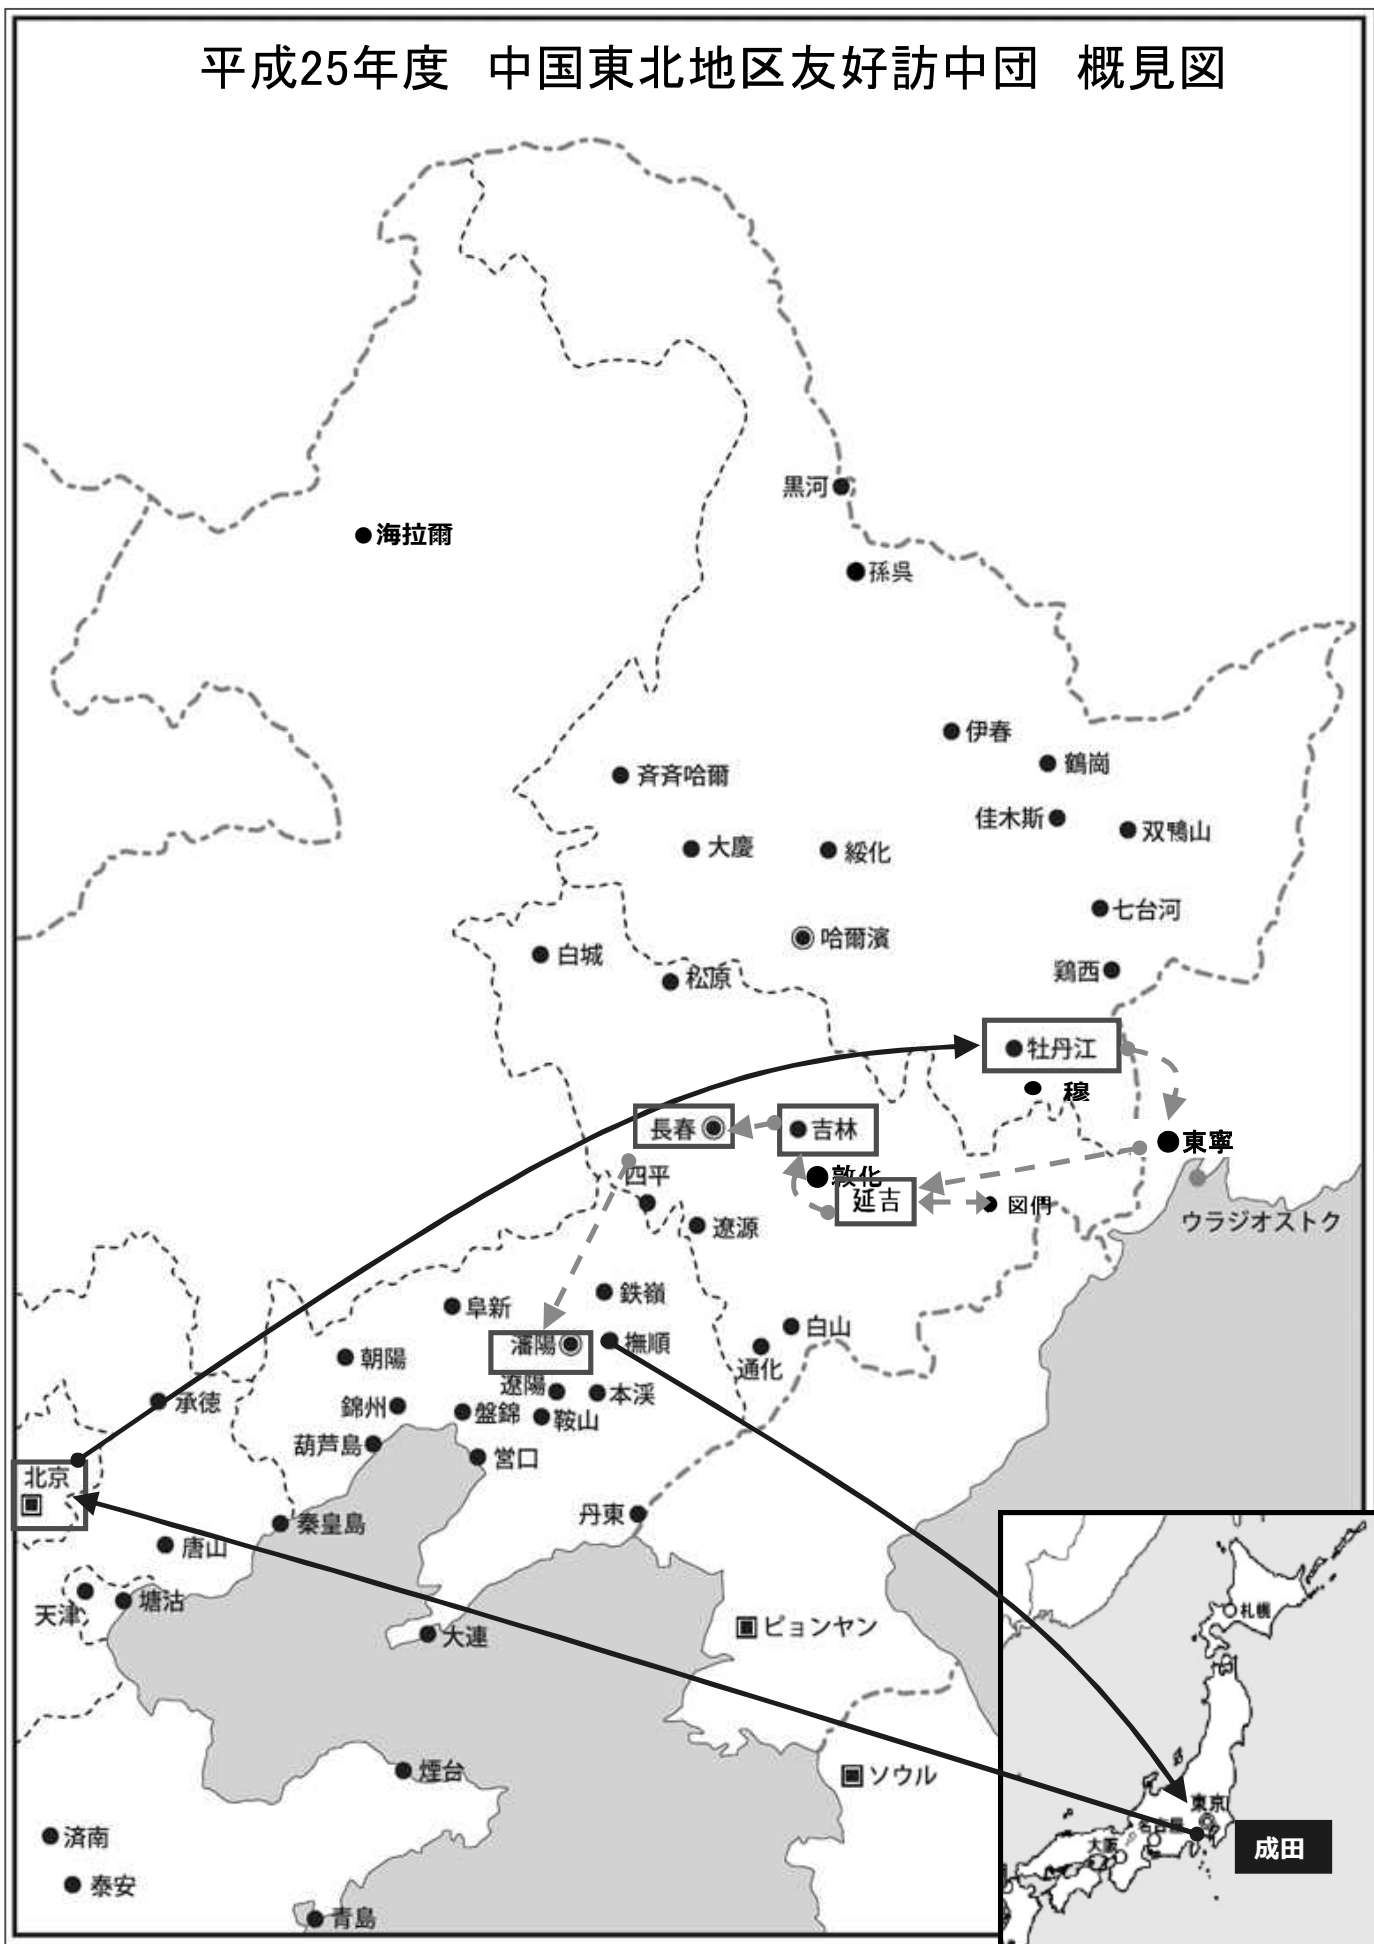 平成25年度　中国東北地区友好訪中団　概見図
黒河
海拉爾
孫呉
伊春
鶴崗
斉斉哈爾
佳木斯
双鴨山
大慶
綏化
七台河
哈爾濱
白城
松原
鶏西
牡丹江
穆
長春
吉林
東寧
敦化
四平
延吉
図們
遼源
ウラジオストク
鉄嶺
阜新
白山
瀋陽
撫順
朝陽
通化
遼陽
本渓
承徳
錦州
盤錦
鞍山
葫芦島
営口
北京
丹東
秦皇島
唐山
天津
塘沽
札幌
ピョンヤン
大連
煙台
ソウル
東京
名古屋
済南
大阪
成田
泰安
青島